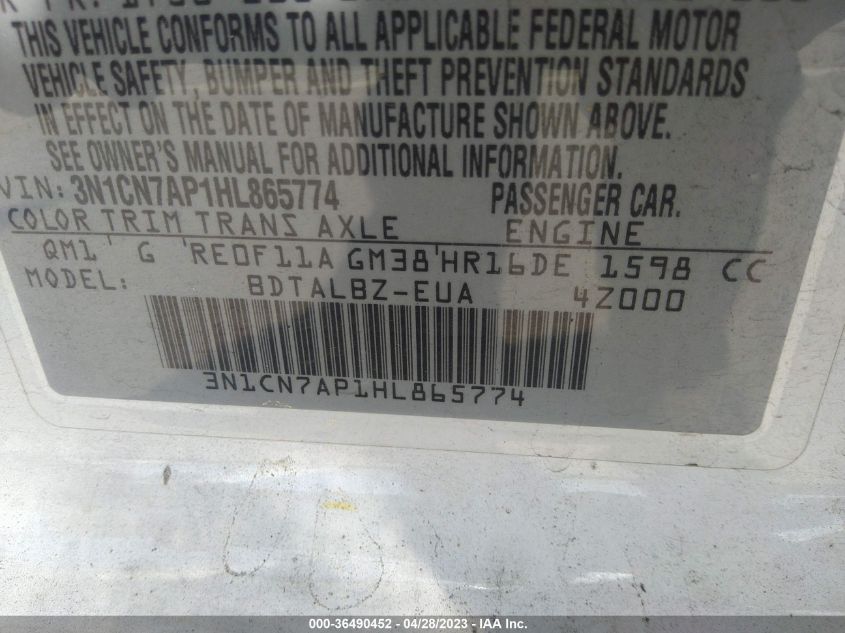 THIS VEHICLE CONFORMS TO ALL APPLICABLE FEDERAL MOTOR
VEHICLE SAFETY, BUMPER AND THEFT PREVENTION STANDARDS
IN EFFECT ON THE DATE OF MANUFACTURE SHOWN ABOVE.
SEE OWNER'S MANUAL FOR ADDITIONAL INFORMATION.
VIN: 3N1CN7AP1HL865774 PASSENGER CAR.
COLOR TRIM TRANS AXLE ENGINE
QM1 G RE0F11A GM38 HR16DE 1598 CC
MODEL: BDTALBZ-EUA 4Z000
3N1CN7AP1HL865774
000-36490452 - 04/28/2023 - IAA Inc.